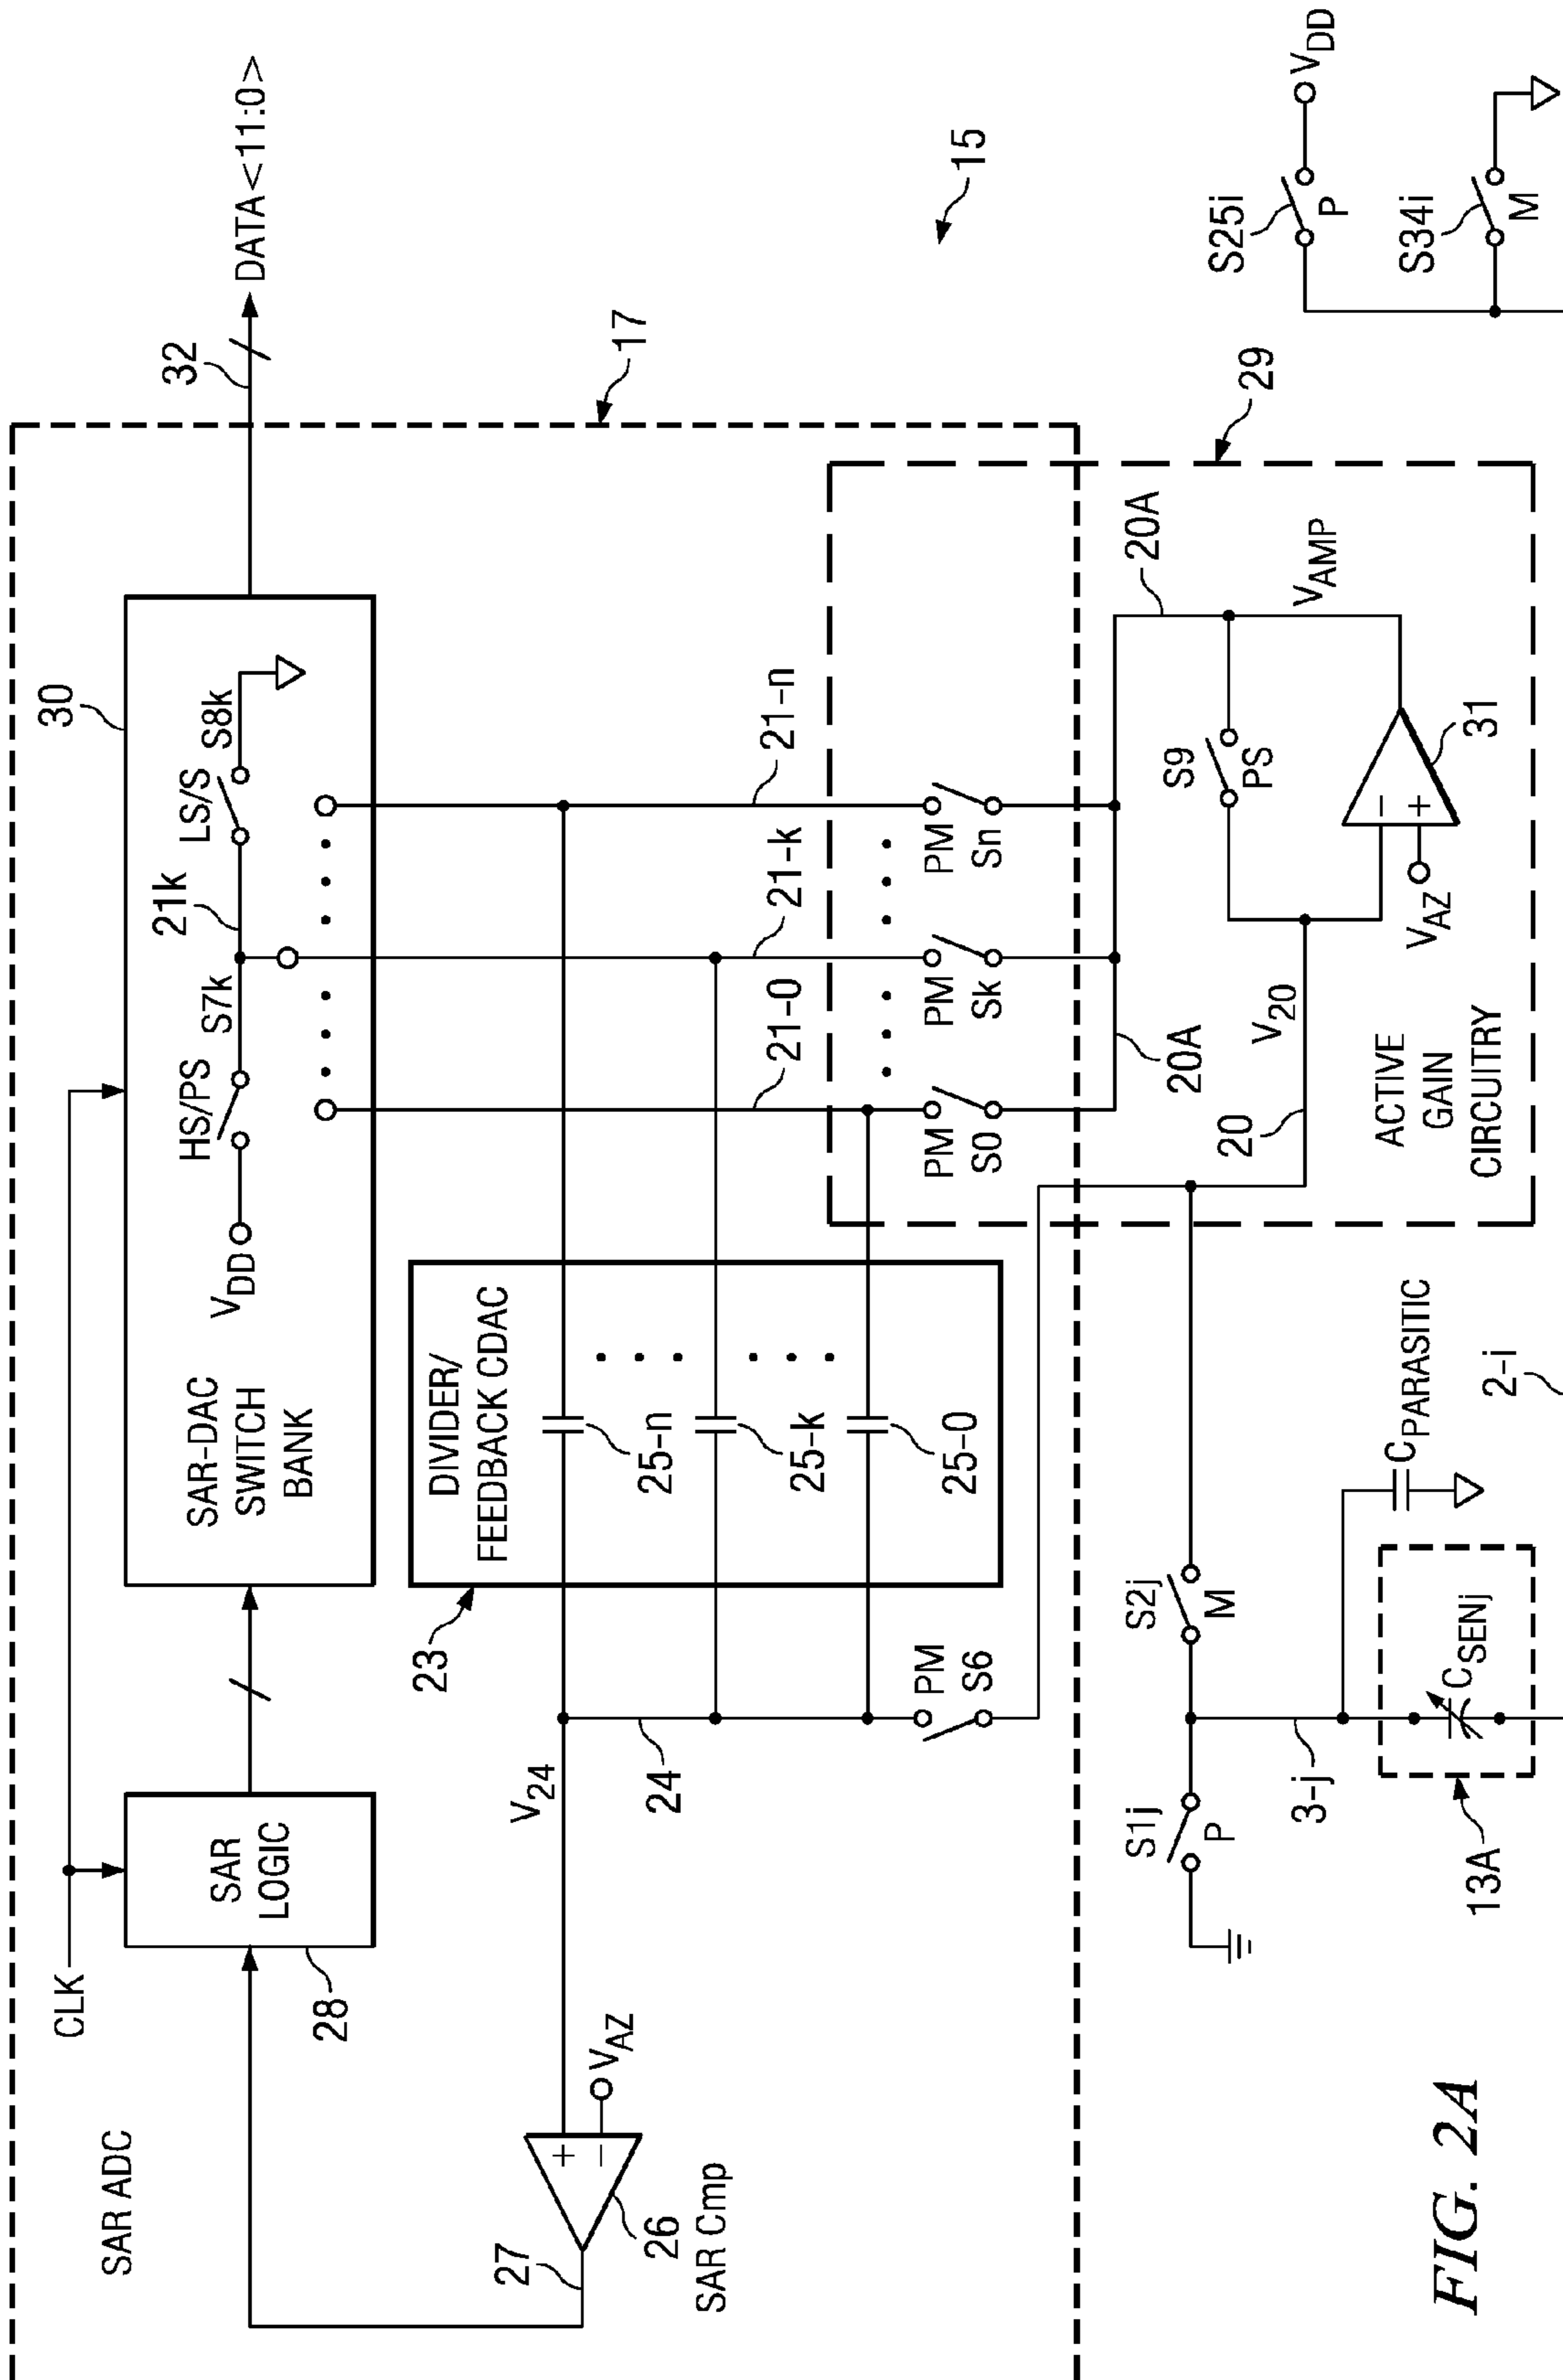 SAR ADC
CLK
SAR
LOGIC
28
27
26
SAR Cmp
V24
VAZ
24
23
DIVIDER/
FEEDBACK CDAC
25-n
25-k
25-0
PM
S6
SAR-DAC
SWITCH
BANK
VDD
HS/PS
S7k
21k
LS/S
S8k
30
32
DATA <11:0>
17
15
21-0
21-k
21-n
PM
S0
PM
Sk
PM
Sn
20A
20A
29
VAMP
S9
PS
31
−
+
VAZ
V20
20
ACTIVE
GAIN
CIRCUITRY
S1j
P
S2j
M
3-j
CSENj
13A
CPARASITIC
2-i
S25i
P
VDD
S34i
M
+
−
FIG. 2A